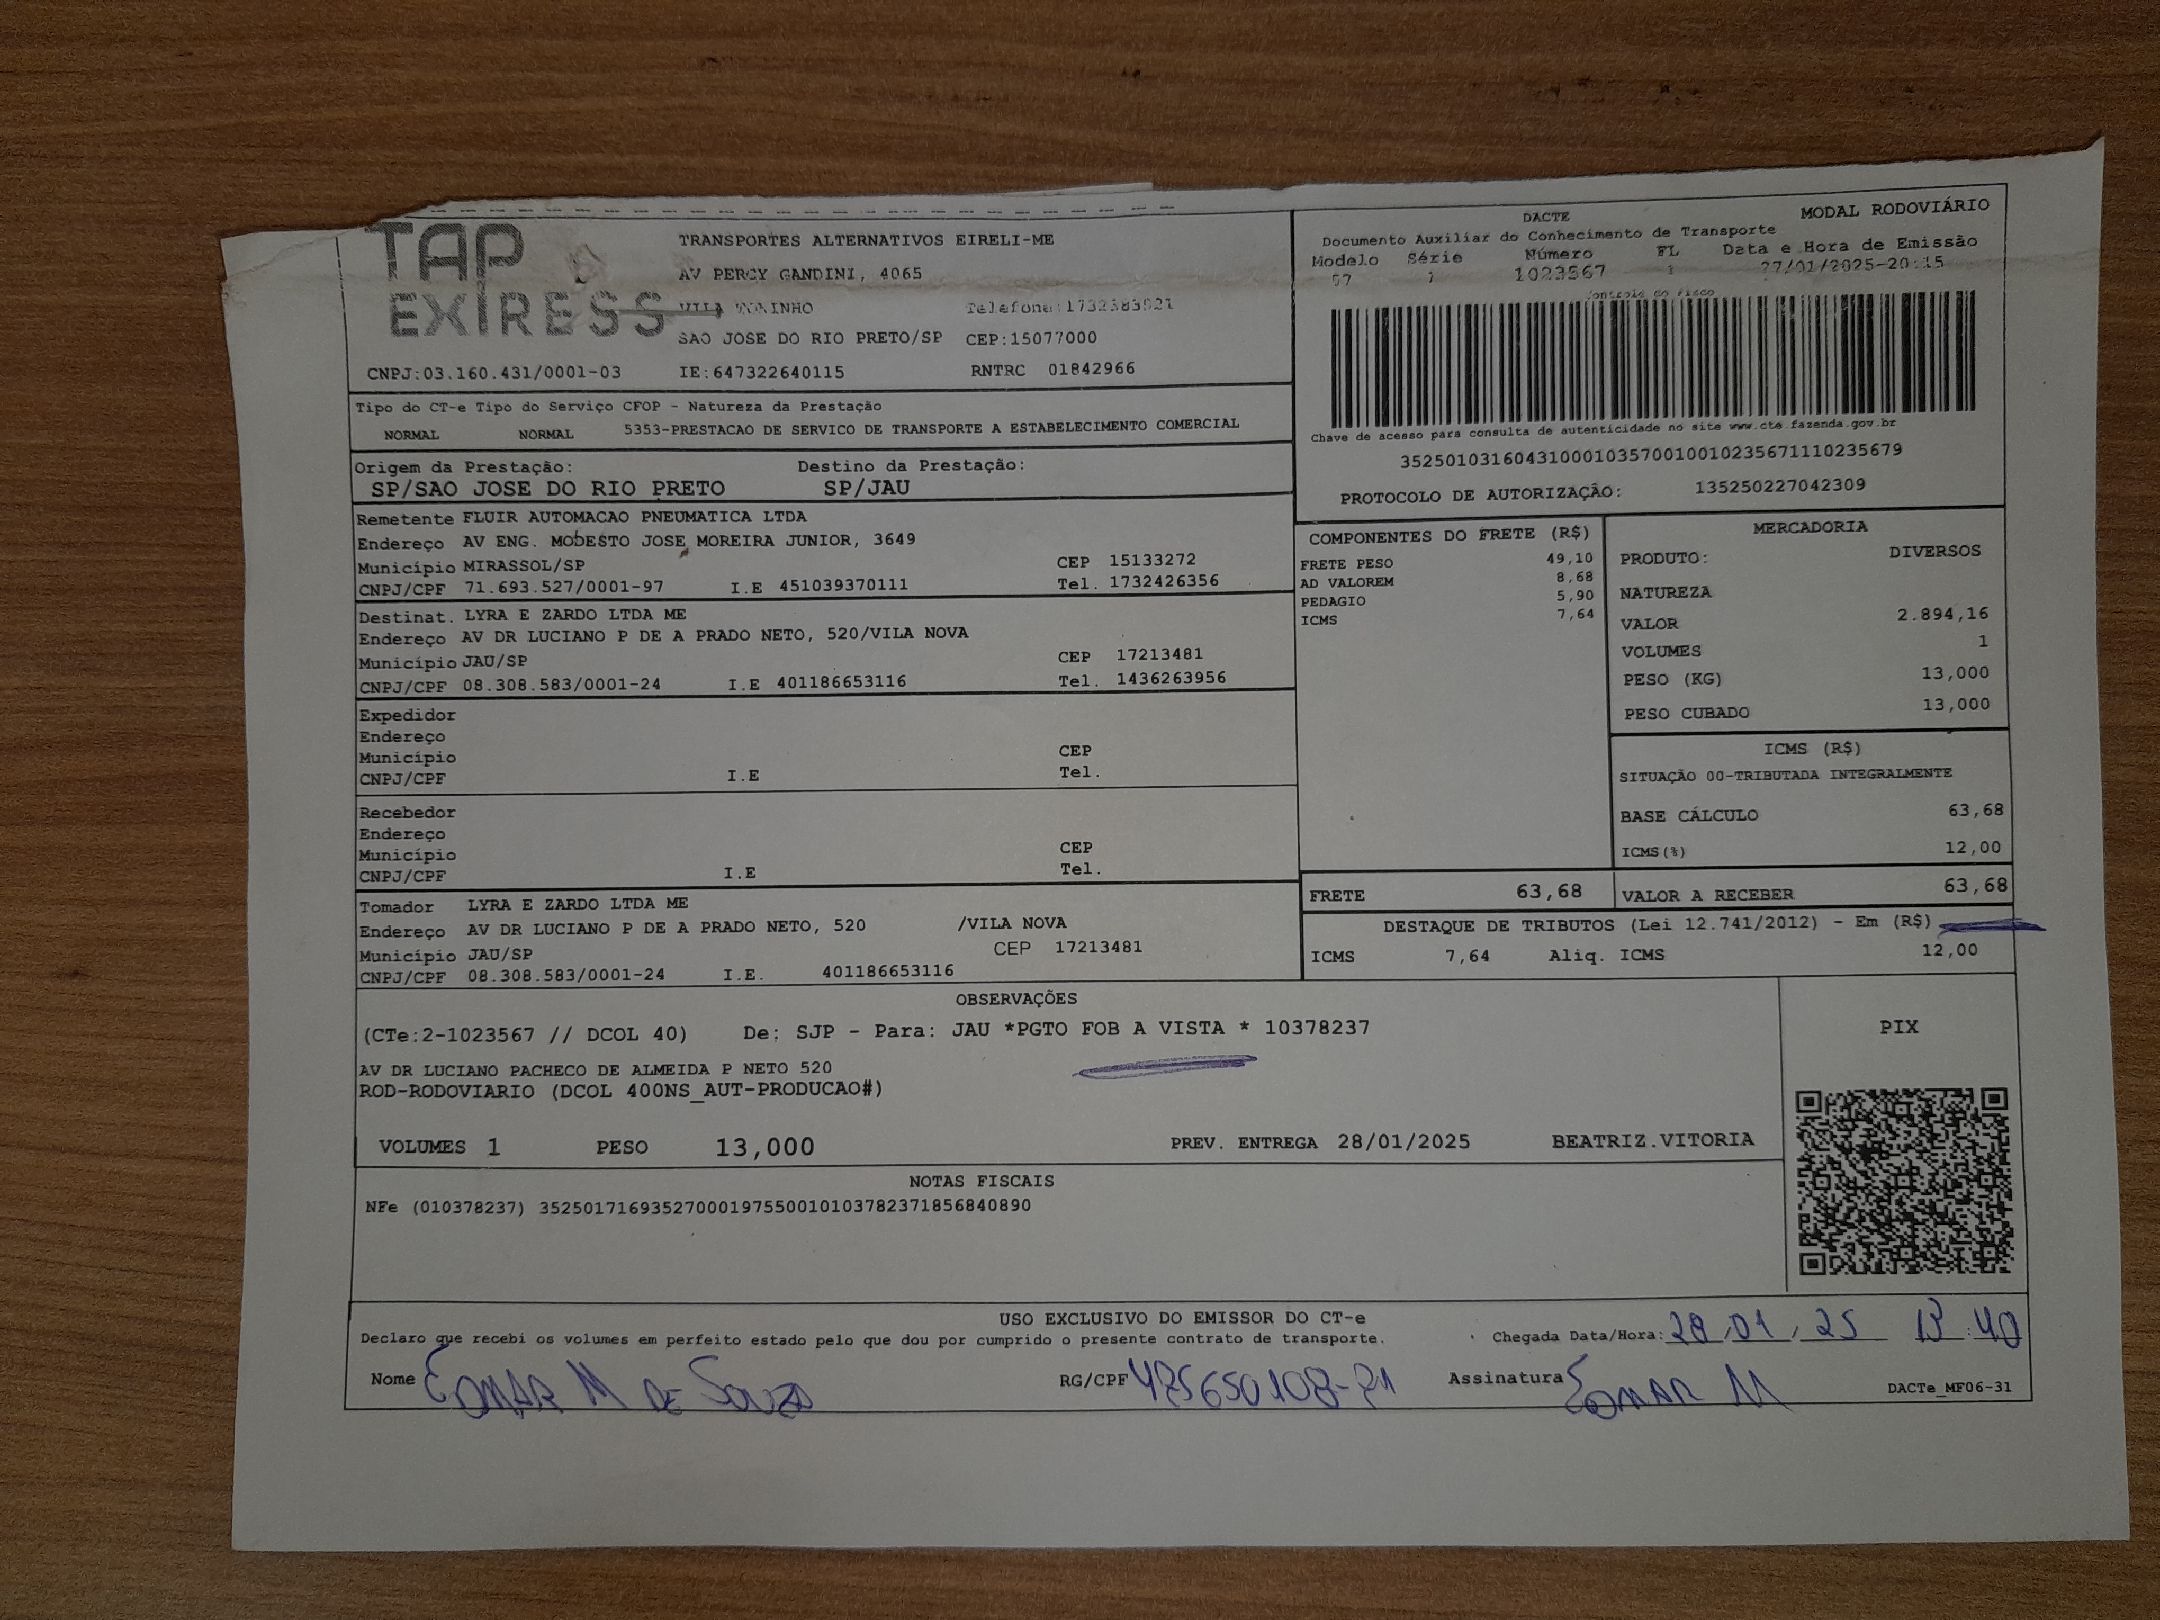 TAP
EXPRESS
TRANSPORTES ALTERNATIVOS EIRELI-ME
AV PERCY GANDINI, 4065
VILA TONINHO Telefone:1732383921
SAO JOSE DO RIO PRETO/SP CEP:15077000
CNPJ:03.160.431/0001-03 IE:647322640115 RNTRC 01842966
DACTE MODAL RODOVIÁRIO
Documento Auxiliar do Conhecimento de Transporte
Modelo Série Número FL Data e Hora de Emissão
57 1 1023567 1 27/01/2025-20:15
Controle do Fisco
Chave de acesso para consulta de autenticidade no site www.cte.fazenda.gov.br
35250103160431000103570010010235671110235679
PROTOCOLO DE AUTORIZAÇÃO: 135250227042309
Tipo do CT-e Tipo do Serviço CFOP - Natureza da Prestação
NORMAL NORMAL 5353-PRESTACAO DE SERVICO DE TRANSPORTE A ESTABELECIMENTO COMERCIAL
Origem da Prestação: Destino da Prestação:
SP/SAO JOSE DO RIO PRETO SP/JAU
Remetente FLUIR AUTOMACAO PNEUMATICA LTDA
Endereço AV ENG. MODESTO JOSE MOREIRA JUNIOR, 3649
Município MIRASSOL/SP CEP 15133272
CNPJ/CPF 71.693.527/0001-97 I.E 451039370111 Tel. 1732426356
Destinat. LYRA E ZARDO LTDA ME
Endereço AV DR LUCIANO P DE A PRADO NETO, 520/VILA NOVA
Município JAU/SP CEP 17213481
CNPJ/CPF 08.308.583/0001-24 I.E 401186653116 Tel. 1436263956
Expedidor
Endereço
Município CEP
CNPJ/CPF I.E Tel.
Recebedor
Endereço
Município CEP
CNPJ/CPF I.E Tel.
Tomador LYRA E ZARDO LTDA ME
Endereço AV DR LUCIANO P DE A PRADO NETO, 520 /VILA NOVA
Município JAU/SP CEP 17213481
CNPJ/CPF 08.308.583/0001-24 I.E. 401186653116
COMPONENTES DO FRETE (R$)
FRETE PESO 49,10
AD VALOREM 8,68
PEDAGIO 5,90
ICMS 7,64
MERCADORIA
PRODUTO: DIVERSOS
NATUREZA
VALOR 2.894,16
VOLUMES 1
PESO (KG) 13,000
PESO CUBADO 13,000
ICMS (R$)
SITUAÇÃO 00-TRIBUTADA INTEGRALMENTE
BASE CÁLCULO 63,68
ICMS(%) 12,00
FRETE 63,68 VALOR A RECEBER 63,68
DESTAQUE DE TRIBUTOS (Lei 12.741/2012) - Em (R$)
ICMS 7,64 Aliq. ICMS 12,00
OBSERVAÇÕES
(CTe:2-1023567 // DCOL 40) De: SJP - Para: JAU *PGTO FOB A VISTA * 10378237
AV DR LUCIANO PACHECO DE ALMEIDA P NETO 520
ROD-RODOVIARIO (DCOL 400NS_AUT-PRODUCAO#)
VOLUMES 1 PESO 13,000 PREV. ENTREGA 28/01/2025 BEATRIZ.VITORIA
PIX
NOTAS FISCAIS
NFe (010378237) 35250171693527000197550010103782371856840890
USO EXCLUSIVO DO EMISSOR DO CT-e
Declaro que recebi os volumes em perfeito estado pelo que dou por cumprido o presente contrato de transporte. Chegada Data/Hora: 28 01 25 13:40
Nome EDMAR M DE SOUZA RG/CPF Assinatura EDMAR M
DACTe_MF06-31